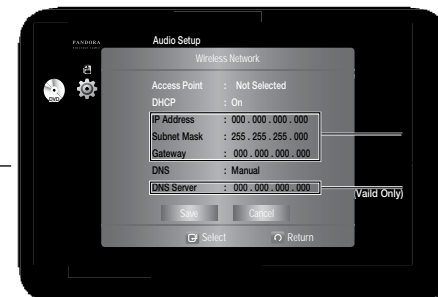 PANDORA
Audio Setup
Wireless Network
Access Point : Not Selected
DHCP : On
IP Address : 000 . 000 . 000 . 000
Subnet Mask : 255 . 255 . 255 . 000
Gateway : 000 . 000 . 000 . 000
DNS : Manual
DNS Server : 000 . 000 . 000 . 000
(Vaild Only)
Save Cancel
Select Return